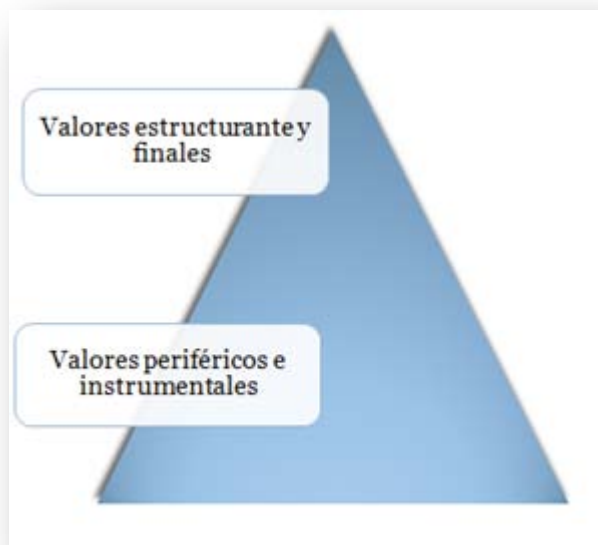 Valores estructurante y
finales
Valores periféricos e
instrumentales